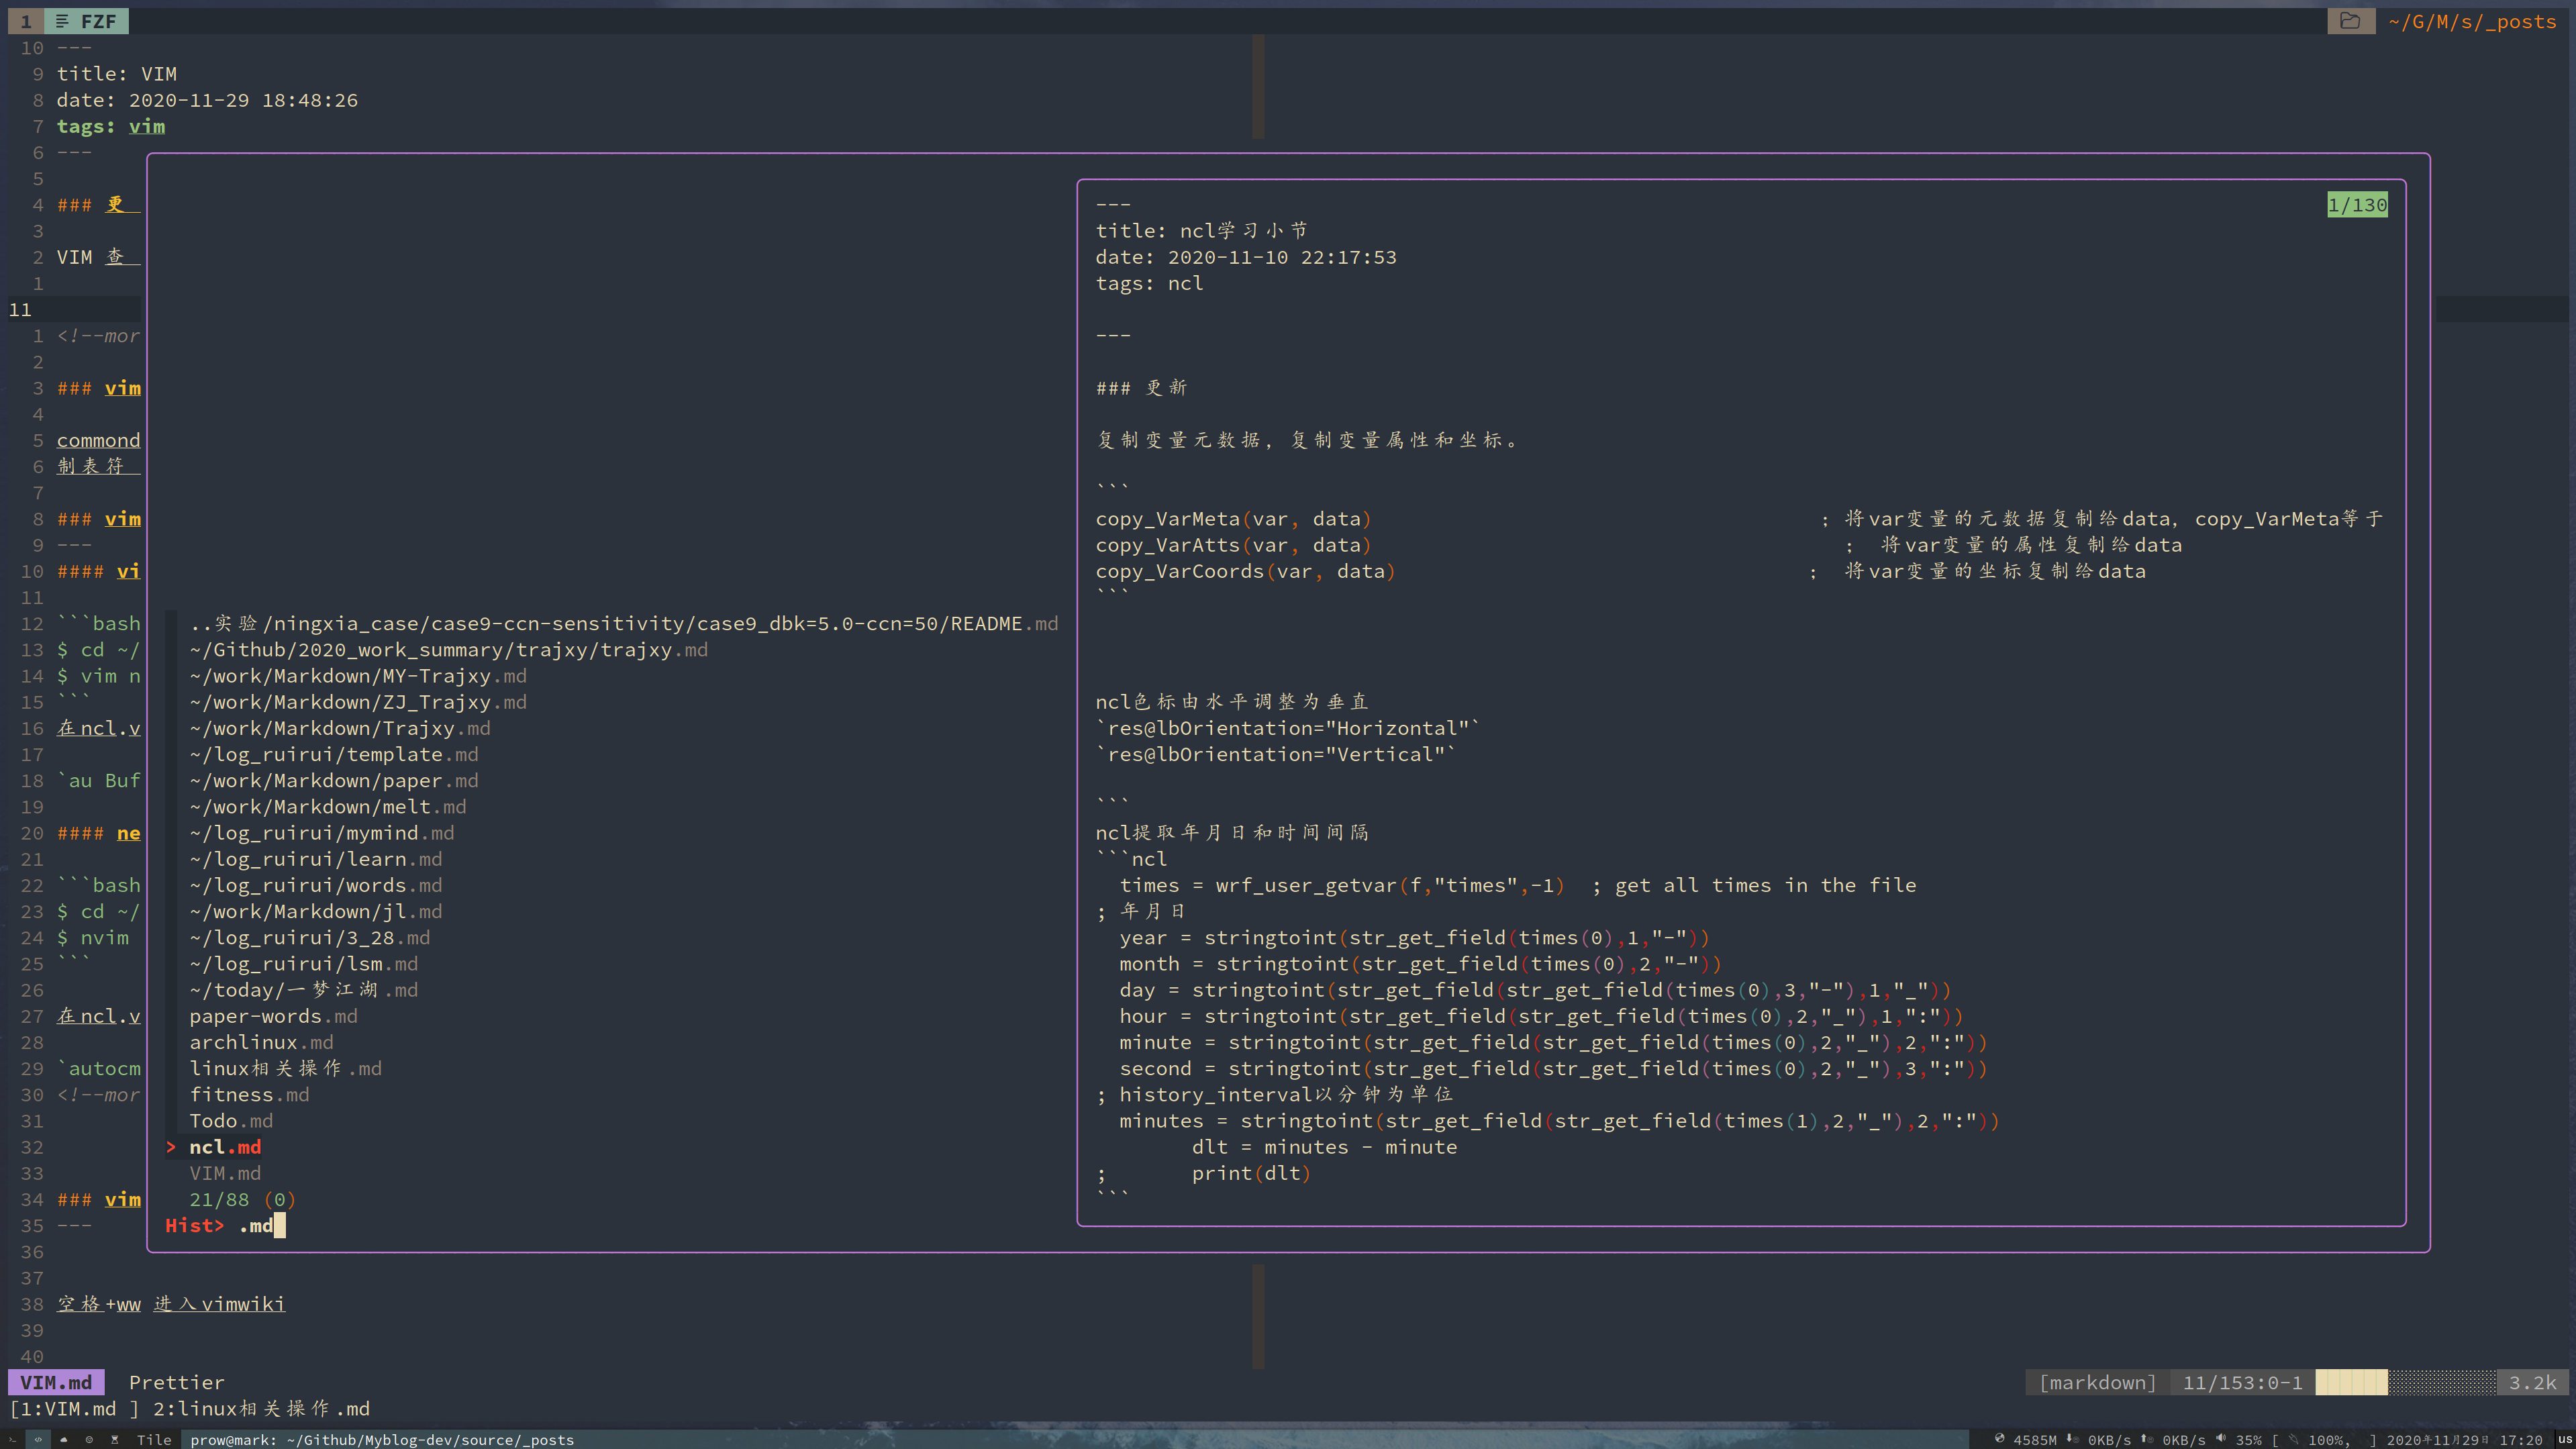 1 FZF ~/G/M/s/_posts
10 ---
9 title: VIM
8 date: 2020-11-29 18:48:26
7 tags: vim
6 ---
5
4 ### 更
3
2 VIM 查
1
11
1 <!--mor
2
3 ### vim
4
5 commond
6 制表符
7
8 ### vim
9 ---
10 #### vi
11
12 ```bash
13 $ cd ~/
14 $ vim n
15 ```
16 在ncl.v
17
18 `au Buf
19
20 #### ne
21
22 ```bash
23 $ cd ~/
24 $ nvim
25 ```
26
27 在ncl.v
28
29 `autocm
30 <!--mor
31
32
33
34 ### vim
35 ---
36
37
38 空格+ww 进入vimwiki
39
40
..实验/ningxia_case/case9-ccn-sensitivity/case9_dbk=5.0-ccn=50/README.md
~/Github/2020_work_summary/trajxy/trajxy.md
~/work/Markdown/MY-Trajxy.md
~/work/Markdown/ZJ_Trajxy.md
~/work/Markdown/Trajxy.md
~/log_ruirui/template.md
~/work/Markdown/paper.md
~/work/Markdown/melt.md
~/log_ruirui/mymind.md
~/log_ruirui/learn.md
~/log_ruirui/words.md
~/work/Markdown/jl.md
~/log_ruirui/3_28.md
~/log_ruirui/lsm.md
~/today/一梦江湖.md
paper-words.md
archlinux.md
linux相关操作.md
fitness.md
Todo.md
> ncl.md
VIM.md
21/88 (0)
Hist> .md
--- 1/130
title: ncl学习小节
date: 2020-11-10 22:17:53
tags: ncl
---
### 更新
复制变量元数据, 复制变量属性和坐标。
```
copy_VarMeta(var, data) ; 将var变量的元数据复制给data, copy_VarMeta等于
copy_VarAtts(var, data) ; 将var变量的属性复制给data
copy_VarCoords(var, data) ; 将var变量的坐标复制给data
```
ncl色标由水平调整为垂直
`res@lbOrientation="Horizontal"`
`res@lbOrientation="Vertical"`
```
ncl提取年月日和时间间隔
```ncl
times = wrf_user_getvar(f,"times",-1) ; get all times in the file
; 年月日
year = stringtoint(str_get_field(times(0),1,"-"))
month = stringtoint(str_get_field(times(0),2,"-"))
day = stringtoint(str_get_field(str_get_field(times(0),3,"-"),1,"_"))
hour = stringtoint(str_get_field(str_get_field(times(0),2,"_"),1,":"))
minute = stringtoint(str_get_field(str_get_field(times(0),2,"_"),2,":"))
second = stringtoint(str_get_field(str_get_field(times(0),2,"_"),3,":"))
; history_interval以分钟为单位
minutes = stringtoint(str_get_field(str_get_field(times(1),2,"_"),2,":"))
dlt = minutes - minute
; print(dlt)
```
VIM.md Prettier [markdown] 11/153:0-1 3.2k
[1:VIM.md ] 2:linux相关操作.md
Tile prow@mark: ~/Github/Myblog-dev/source/_posts 4585M 0KB/s 0KB/s 35% [ 100%, ] 2020年11月29日 17:20 us